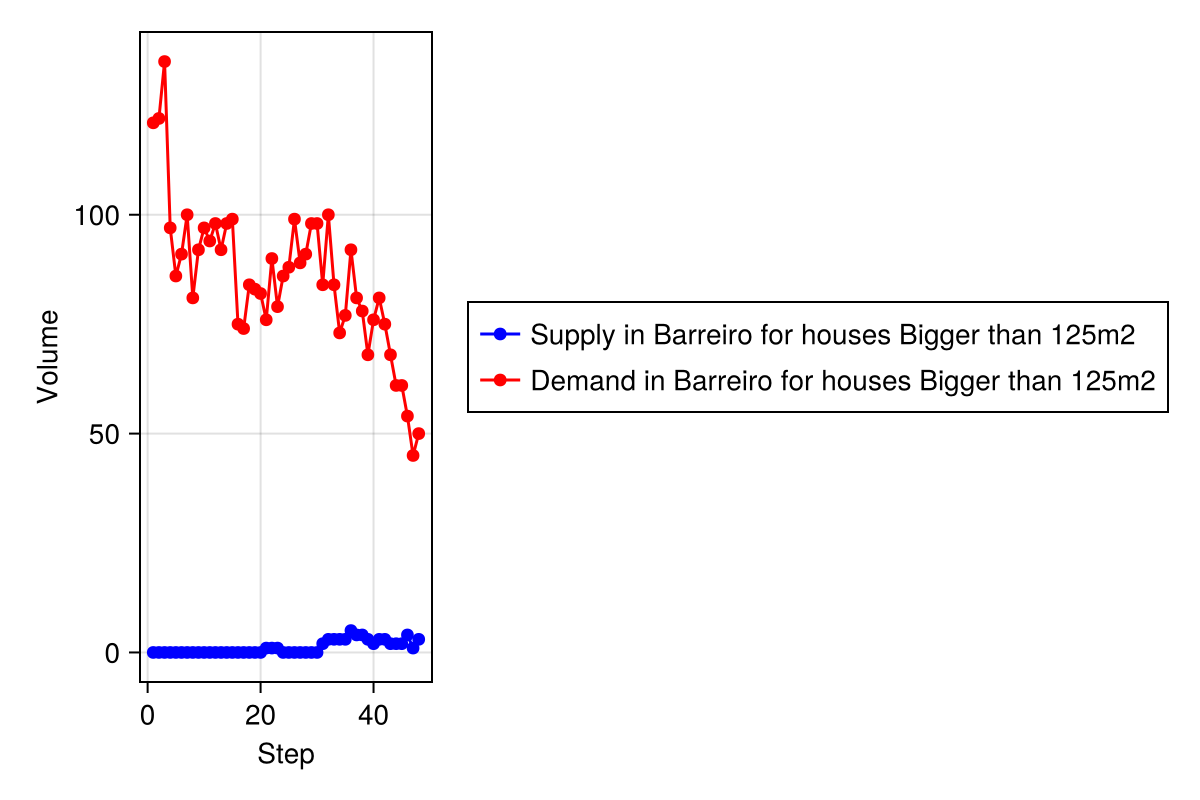 Volume
100
50
0
0 20 40
Step
Supply in Barreiro for houses Bigger than 125m2
Demand in Barreiro for houses Bigger than 125m2